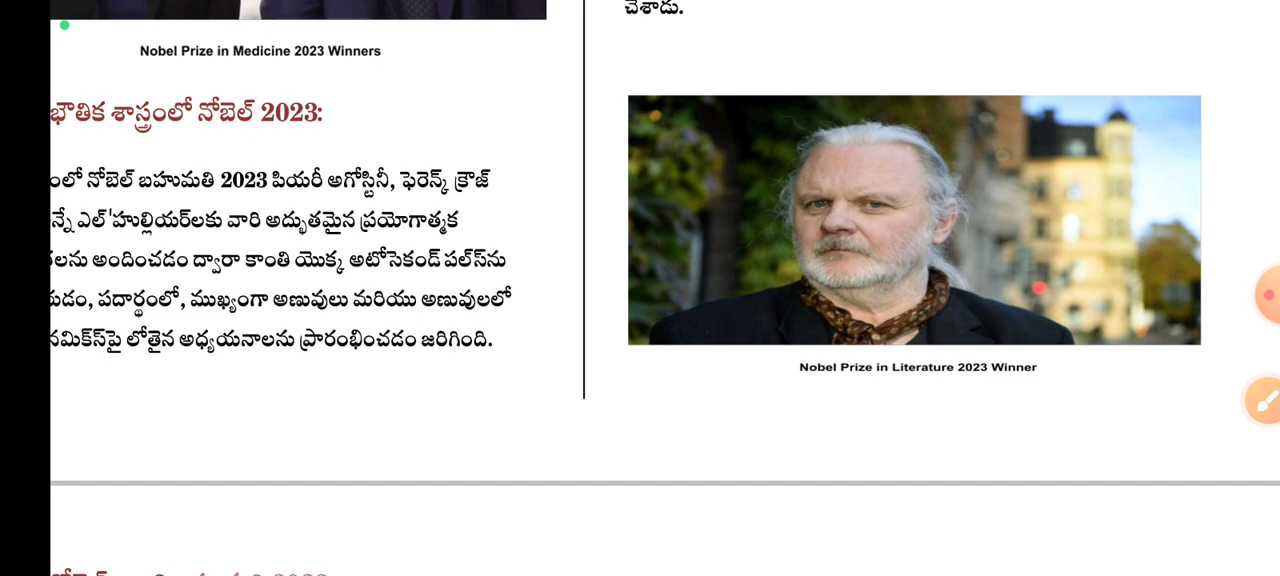 Nobel Prize in Medicine 2023 Winners
భౌతిక శాస్త్రంలో నోబెల్ 2023:
లో నోబెల్ బహుమతి 2023 పియరీ అగోస్టినీ, ఫెరెన్క్ క్రౌజ్
న్నే ఎల్'హుల్లియర్‌లకు వారి అద్భుతమైన ప్రయోగాత్మక
లను అందించడం ద్వారా కాంతి యొక్క అటోసెకండ్ పల్స్‌ను
డం, పదార్థంలో, ముఖ్యంగా అణువులు మరియు అణువులలో
నమిక్స్‌పై లోతైన అధ్యయనాలను ప్రారంభించడం జరిగింది.
చేశాడు.
Nobel Prize in Literature 2023 Winner